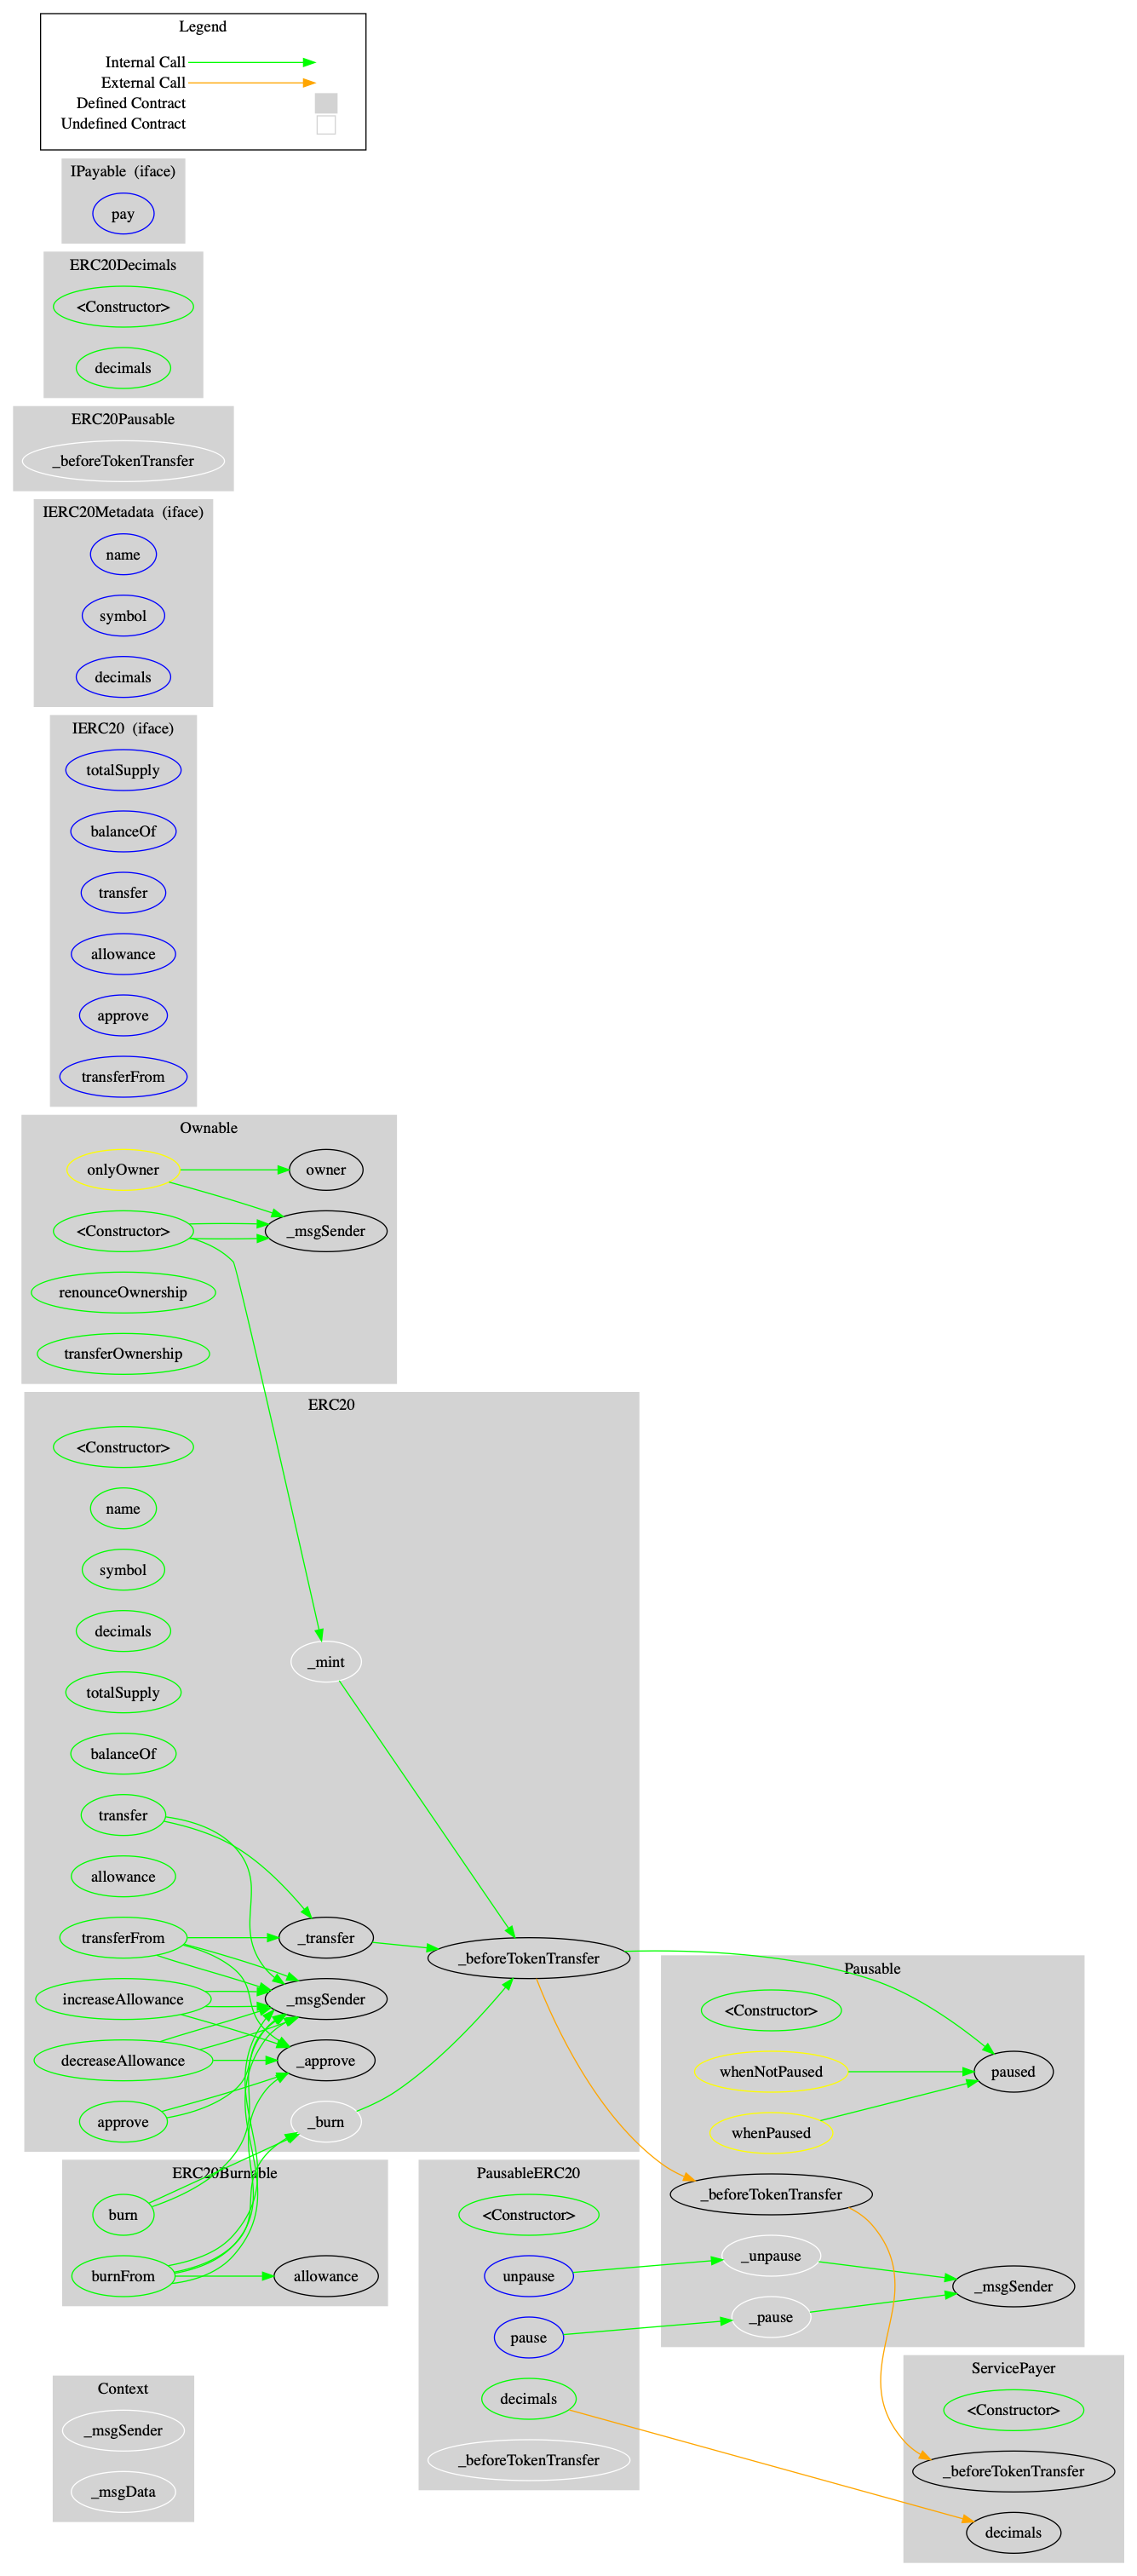 Legend
Internal Call
External Call
Defined Contract
Undefined Contract
IPayable (iface)
pay
ERC20Decimals
<Constructor>
decimals
ERC20Pausable
_beforeTokenTransfer
IERC20Metadata (iface)
name
symbol
decimals
IERC20 (iface)
totalSupply
balanceOf
transfer
allowance
approve
transferFrom
Ownable
onlyOwner
owner
<Constructor>
_msgSender
renounceOwnership
transferOwnership
ERC20
<Constructor>
name
symbol
decimals
_mint
totalSupply
balanceOf
transfer
allowance
transferFrom
_transfer
_beforeTokenTransfer
increaseAllowance
_msgSender
decreaseAllowance
_approve
approve
_burn
Pausable
<Constructor>
whenNotPaused
paused
whenPaused
_beforeTokenTransfer
_unpause
_msgSender
_pause
ERC20Burnable
burn
burnFrom
allowance
PausableERC20
<Constructor>
unpause
pause
decimals
_beforeTokenTransfer
Context
_msgSender
_msgData
ServicePayer
<Constructor>
_beforeTokenTransfer
decimals